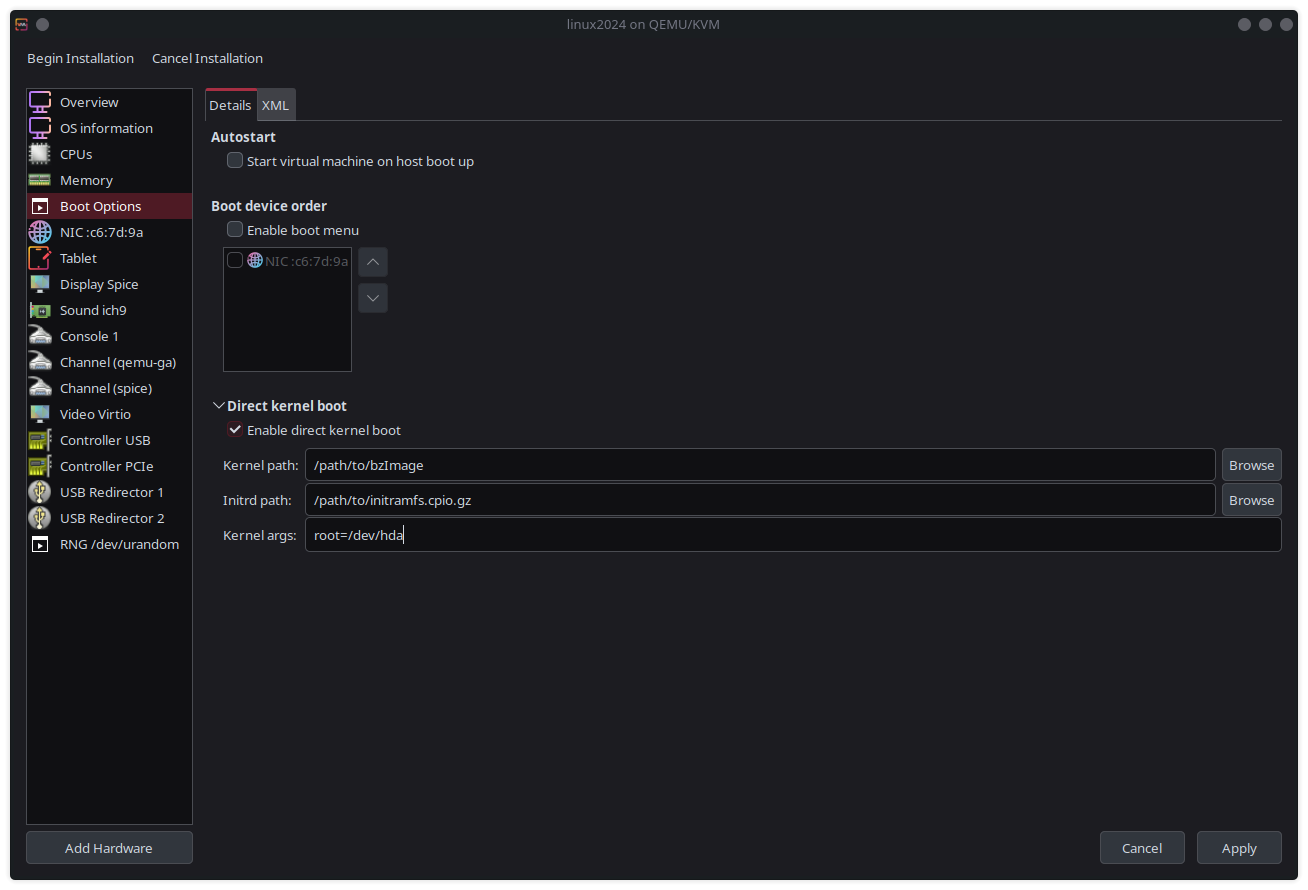 linux2024 on QEMU/KVM
Begin Installation Cancel Installation
Overview
OS information
CPUs
Memory
Boot Options
NIC :c6:7d:9a
Tablet
Display Spice
Sound ich9
Console 1
Channel (qemu-ga)
Channel (spice)
Video Virtio
Controller USB
Controller PCIe
USB Redirector 1
USB Redirector 2
RNG /dev/urandom
Add Hardware
Details XML
Autostart
Start virtual machine on host boot up
Boot device order
Enable boot menu
NIC :c6:7d:9a
Direct kernel boot
Enable direct kernel boot
Kernel path: /path/to/bzImage Browse
Initrd path: /path/to/initramfs.cpio.gz Browse
Kernel args: root=/dev/hda
Cancel Apply